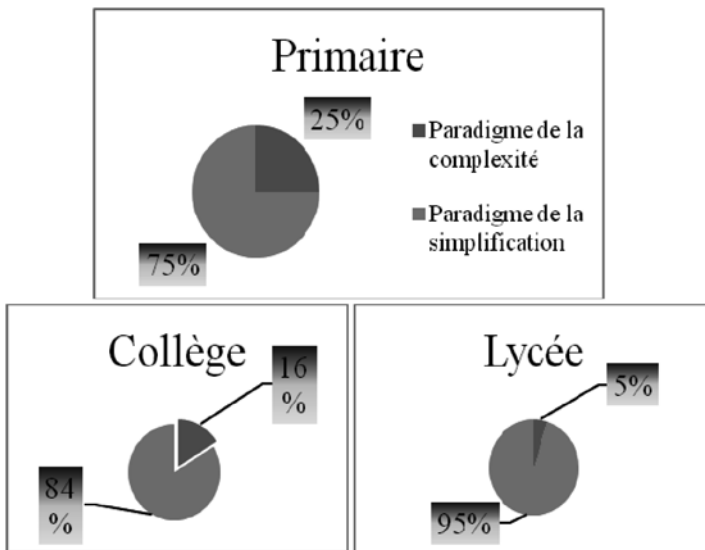 Primaire
25%
Paradigme de la
complexité
Paradigme de la
simplification
75%
Collège
16
%
84
%
Lycée
5%
95%